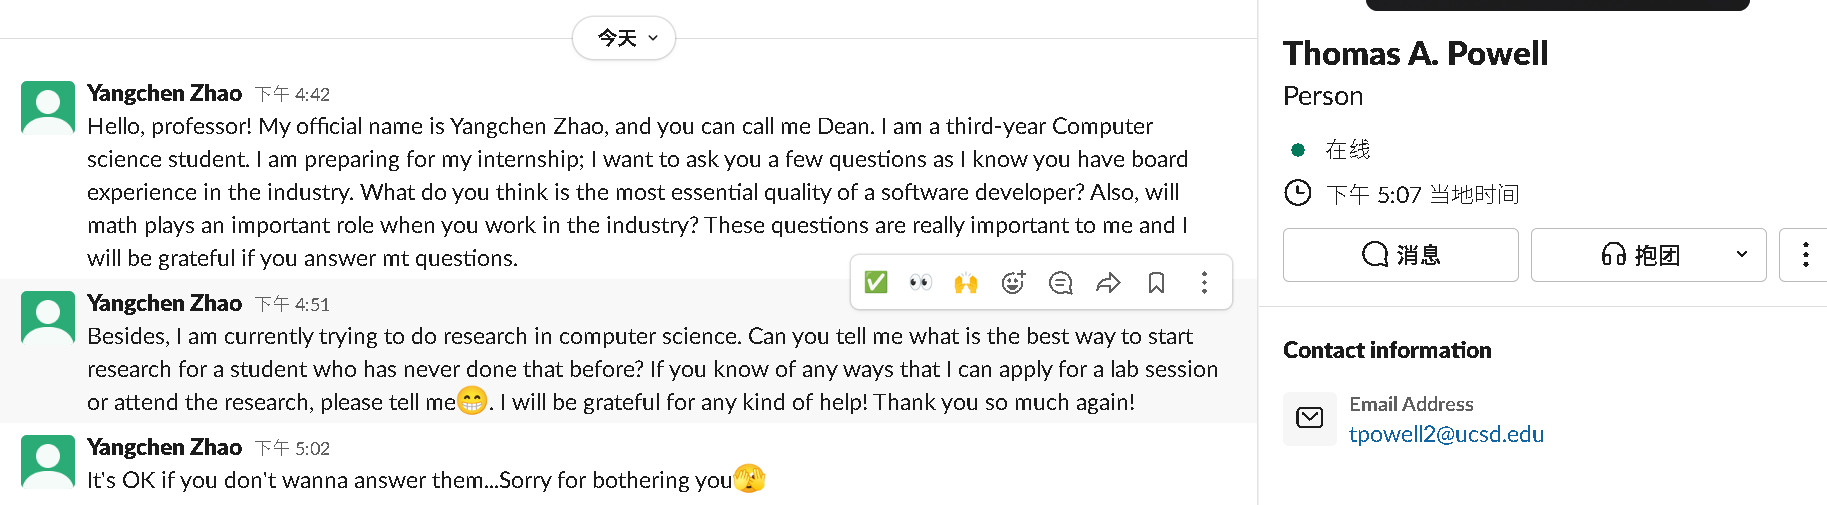 今天
Yangchen Zhao 下午 4:42
Hello, professor! My official name is Yangchen Zhao, and you can call me Dean. I am a third-year Computer
science student. I am preparing for my internship; I want to ask you a few questions as I know you have board
experience in the industry. What do you think is the most essential quality of a software developer? Also, will
math plays an important role when you work in the industry? These questions are really important to me and I
will be grateful if you answer mt questions.
Yangchen Zhao 下午 4:51
Besides, I am currently trying to do research in computer science. Can you tell me what is the best way to start
research for a student who has never done that before? If you know of any ways that I can apply for a lab session
or attend the research, please tell me😁. I will be grateful for any kind of help! Thank you so much again!
Yangchen Zhao 下午 5:02
It's OK if you don't wanna answer them...Sorry for bothering you🫣
Thomas A. Powell
Person
在线
下午 5:07 当地时间
消息
抱团
Contact information
Email Address
tpowell2@ucsd.edu